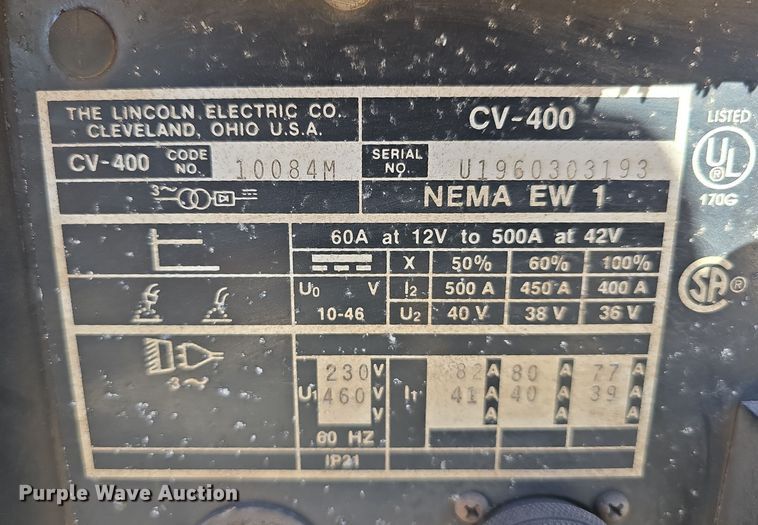 THE LINCOLN ELECTRIC CO.
CLEVELAND, OHIO U.S.A.
CV-400
LISTED
UL ®
170G
CV-400 CODE NO. 10084M SERIAL NO. U1960303193
3~ NEMA EW 1
60A at 12V to 500A at 42V
X 50% 60% 100%
U₀ V I₂ 500 A 450 A 400 A
10-46 U₂ 40 V 38 V 36 V
SA ®
3~
U₁ 230 V I₁ 82 A 80 A 77 A
460 V 41 A 40 A 39 A
V A A A
60 HZ
IP21
Purple Wave Auction